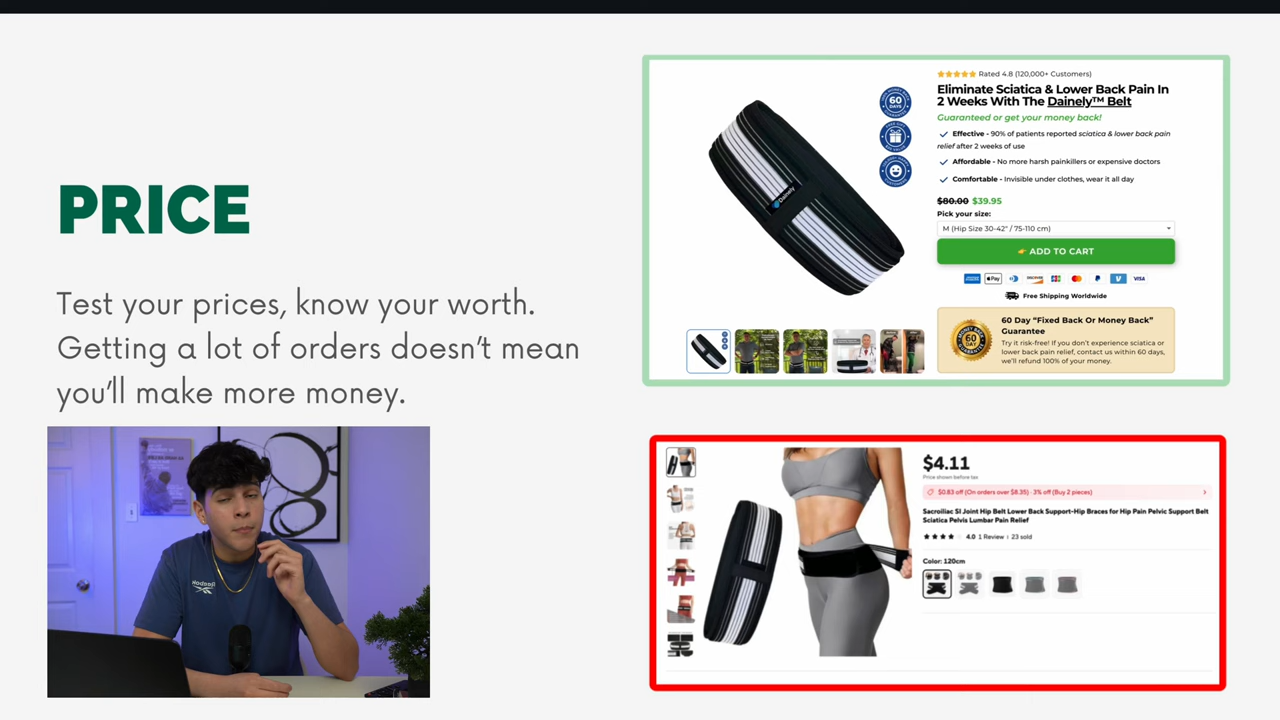 PRICE
Test your prices, know your worth.
Getting a lot of orders doesn't mean
you'll make more money.
Rated 4.8 (120,000+ Customers)
Eliminate Sciatica & Lower Back Pain In
2 Weeks With The Dainely™ Belt
Guaranteed or get your money back!
Effective - 90% of patients reported sciatica & lower back pain
relief after 2 weeks of use
Affordable - No more harsh painkillers or expensive doctors
Comfortable - Invisible under clothes, wear it all day
$80.00 $39.95
Pick your size:
M (Hip Size 30-42" / 75-110 cm)
👉 ADD TO CART
Free Shipping Worldwide
60 Day “Fixed Back Or Money Back”
Guarantee
Try it risk-free! If you don’t experience sciatica or
lower back pain relief, contact us within 60 days,
we’ll refund 100% of your money.
60
DAYS
Dainely
$4.11
Price shown before tax
$0.83 off (On orders over $8.35) · 3% off (Buy 2 pieces)
Sacroiliac SI Joint Hip Belt Lower Back Support-Hip Braces for Hip Pain Pelvic Support Belt
Sciatica Pelvis Lumbar Pain Relief
4.0 1 Review 23 sold
Color: 120cm